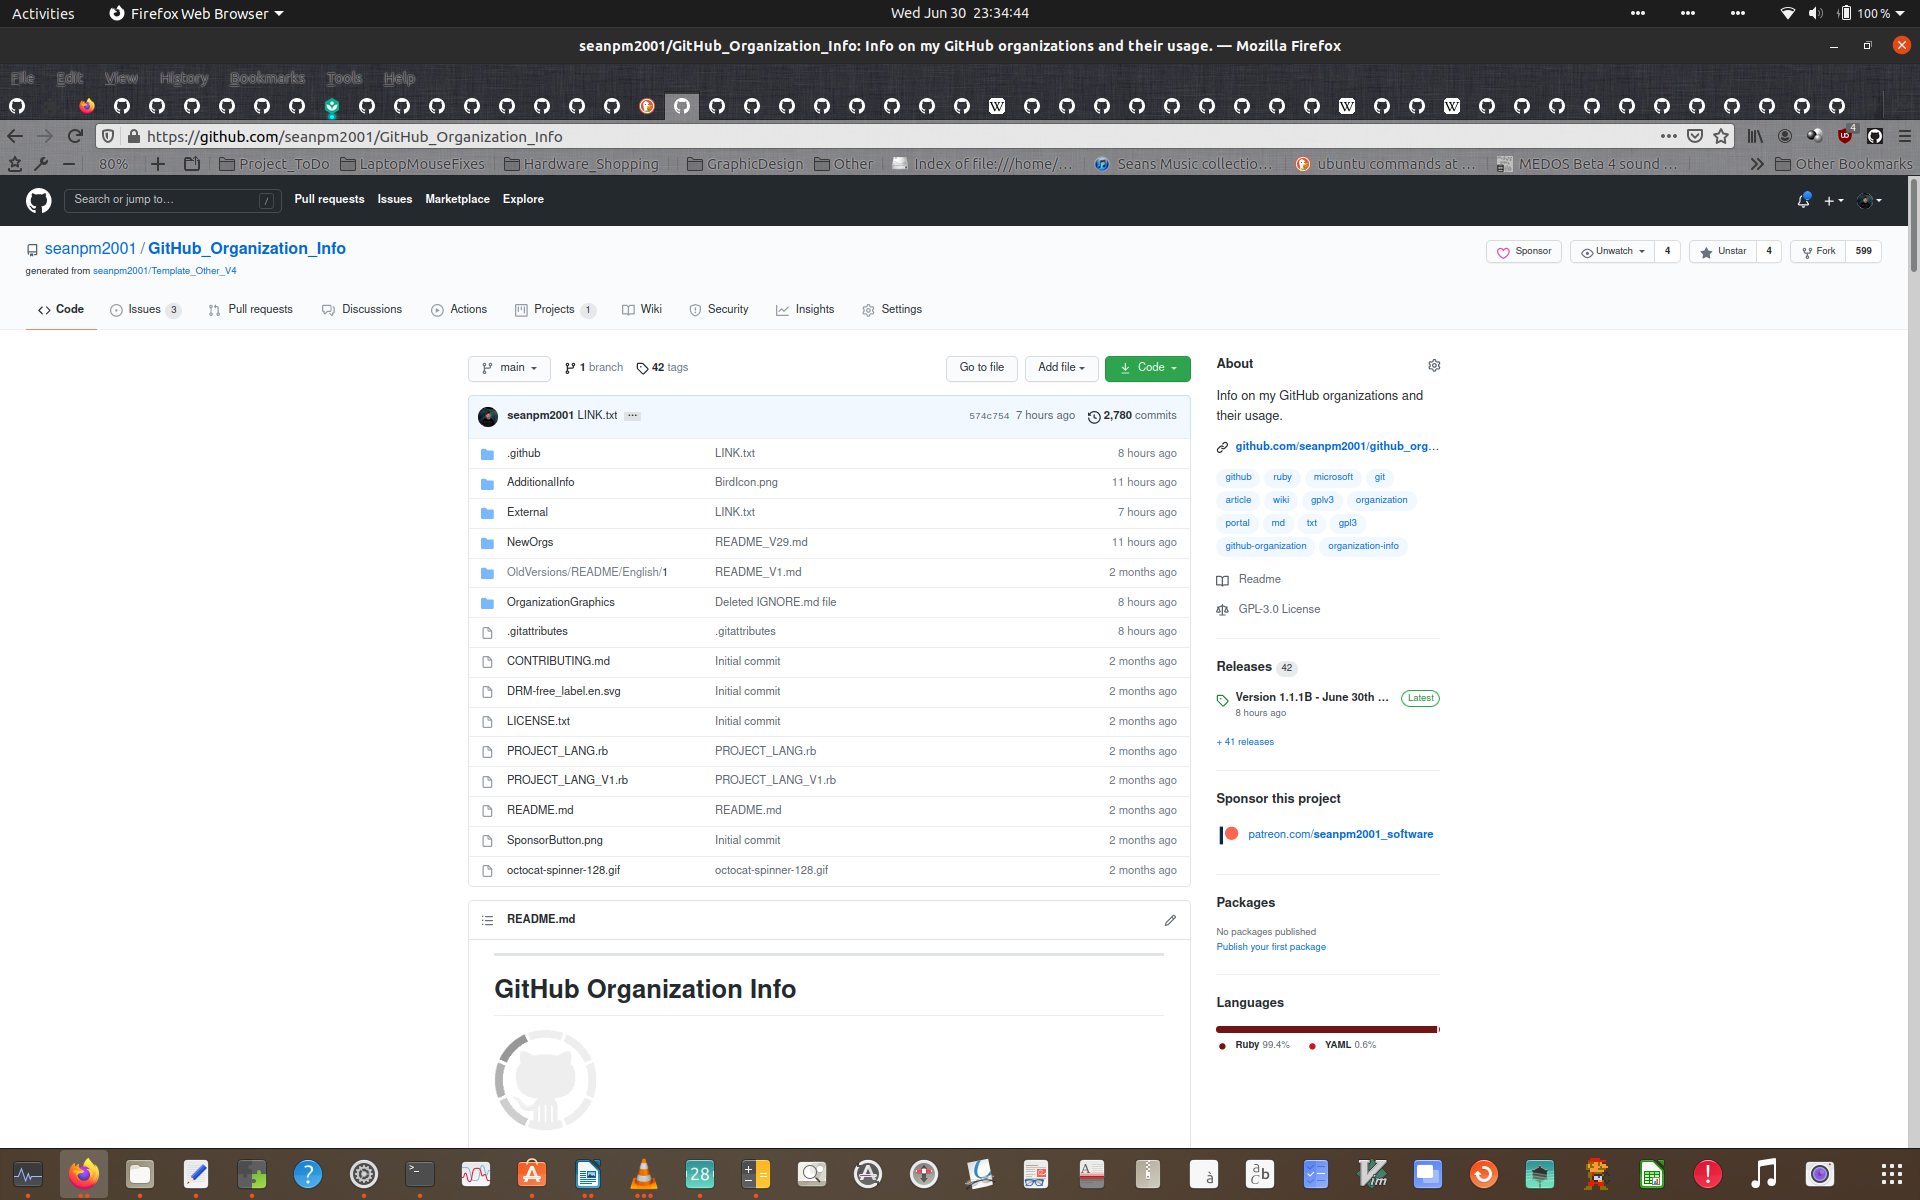 Activities Firefox Web Browser Wed Jun 30 23:34:44 100 %
seanpm2001/GitHub_Organization_Info: Info on my GitHub organizations and their usage. — Mozilla Firefox
File Edit View History Bookmarks Tools Help
https://github.com/seanpm2001/GitHub_Organization_Info 4
80% Project_ToDo LaptopMouseFixes Hardware_Shopping GraphicDesign Other Index of file:///home/... Seans Music collectio... ubuntu commands at ... MEDOS Beta 4 sound ... Other Bookmarks
Search or jump to... / Pull requests Issues Marketplace Explore
seanpm2001 / GitHub_Organization_Info Sponsor Unwatch 4 Unstar 4 Fork 599
generated from seanpm2001/Template_Other_V4
Code Issues 3 Pull requests Discussions Actions Projects 1 Wiki Security Insights Settings
main 1 branch 42 tags Go to file Add file Code
seanpm2001 LINK.txt ... 574c754 7 hours ago 2,780 commits
.github LINK.txt 8 hours ago
AdditionalInfo BirdIcon.png 11 hours ago
External LINK.txt 7 hours ago
NewOrgs README_V29.md 11 hours ago
OldVersions/README/English/1 README_V1.md 2 months ago
OrganizationGraphics Deleted IGNORE.md file 8 hours ago
.gitattributes .gitattributes 8 hours ago
CONTRIBUTING.md Initial commit 2 months ago
DRM-free_label.en.svg Initial commit 2 months ago
LICENSE.txt Initial commit 2 months ago
PROJECT_LANG.rb PROJECT_LANG.rb 2 months ago
PROJECT_LANG_V1.rb PROJECT_LANG_V1.rb 2 months ago
README.md README.md 2 months ago
SponsorButton.png Initial commit 2 months ago
octocat-spinner-128.gif octocat-spinner-128.gif 2 months ago
README.md
GitHub Organization Info
About
Info on my GitHub organizations and
their usage.
github.com/seanpm2001/github_org...
github ruby microsoft git
article wiki gplv3 organization
portal md txt gpl3
github-organization organization-info
Readme
GPL-3.0 License
Releases 42
Version 1.1.1B - June 30th ... Latest
8 hours ago
+ 41 releases
Sponsor this project
patreon.com/seanpm2001_software
Packages
No packages published
Publish your first package
Languages
Ruby 99.4% YAML 0.6%
28